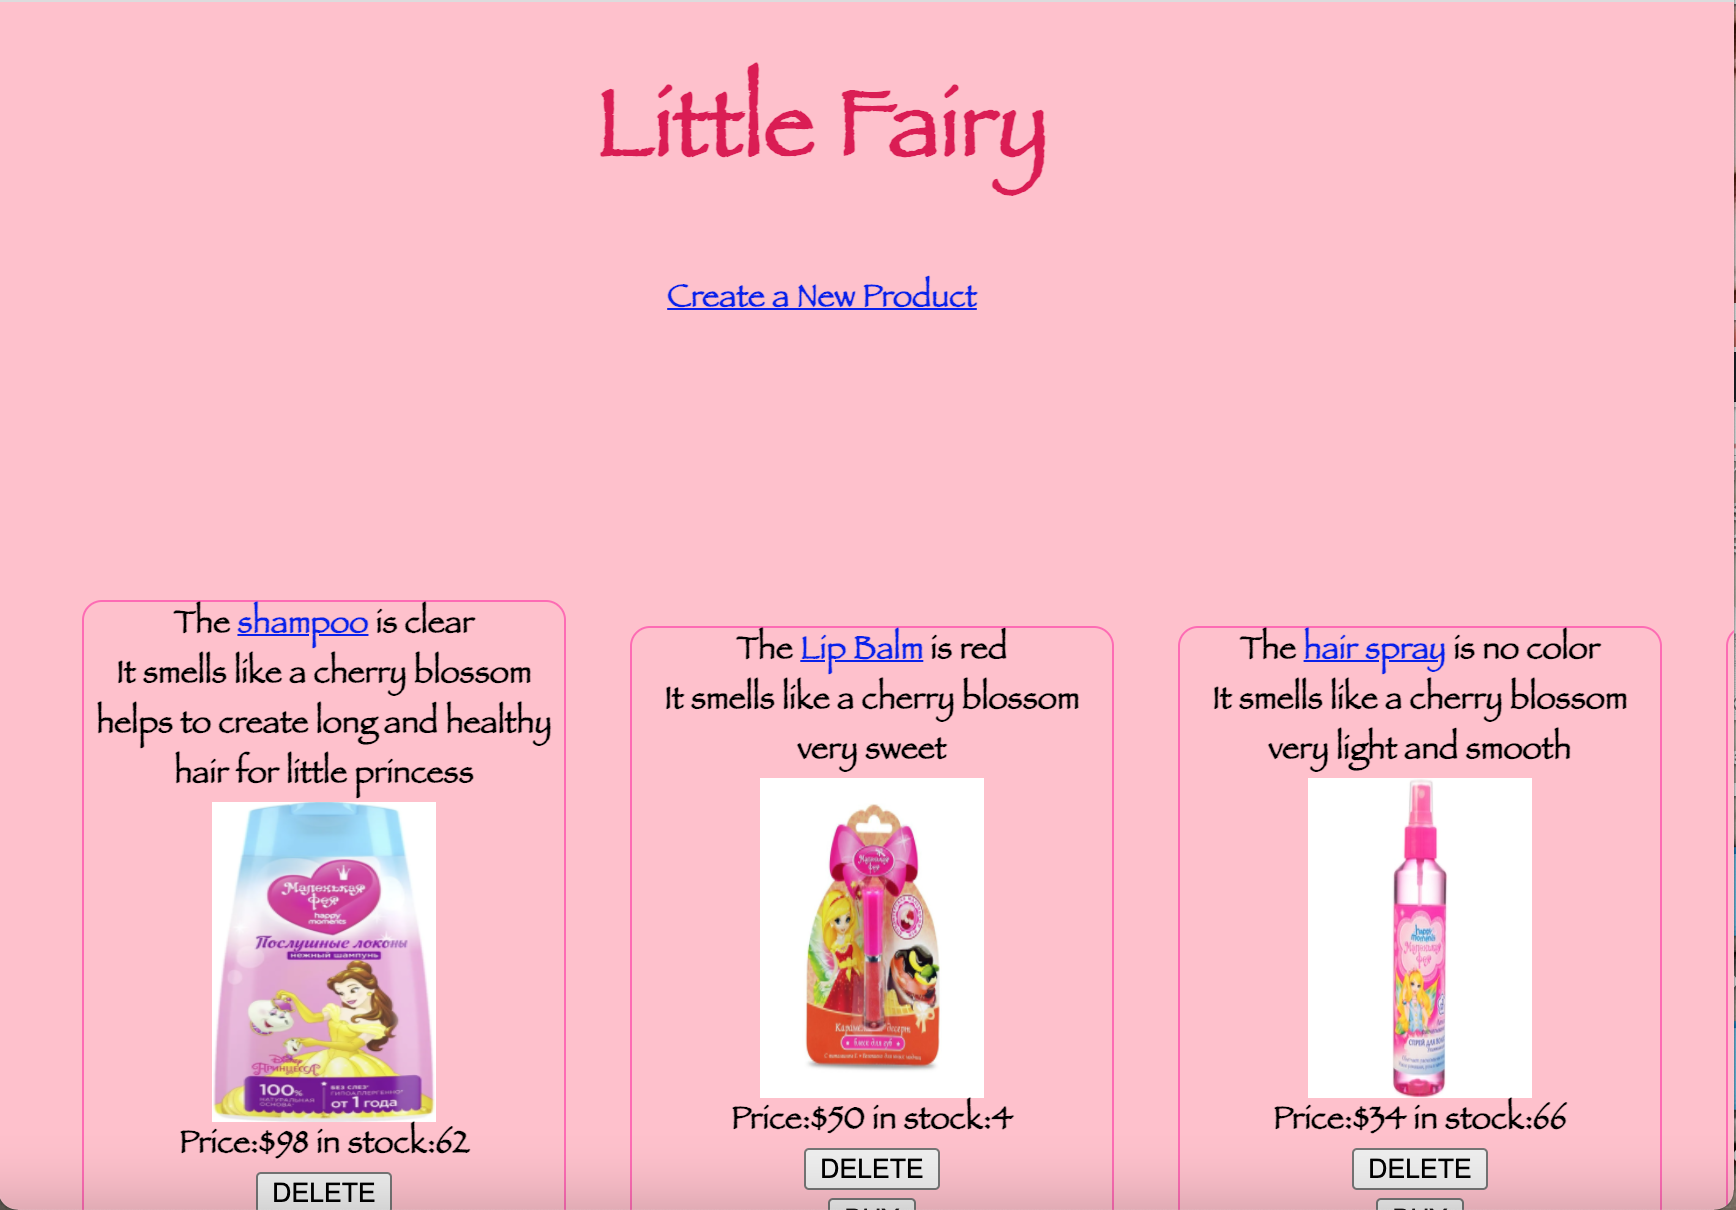 Little Fairy
Create a New Product
The shampoo is clear
It smells like a cherry blossom
helps to create long and healthy
hair for little princess
Маленькая
фея
happy
moments
Послушные локоны
нежный шампунь
Disney
Принцесса
100%
НАТУРАЛЬНАЯ
ОСНОВА
БЕЗ СЛЕЗ
ГИПОАЛЛЕРГЕННО
от 1 года
Price:$98 in stock:62
DELETE
The Lip Balm is red
It smells like a cherry blossom
very sweet
Маленькая
фея
десерт
блеск для губ
Price:$50 in stock:4
DELETE
BUY
The hair spray is no color
It smells like a cherry blossom
very light and smooth
happy
moments
Маленькая
фея
СПРЕЙ ДЛЯ
Price:$34 in stock:66
DELETE
BUY